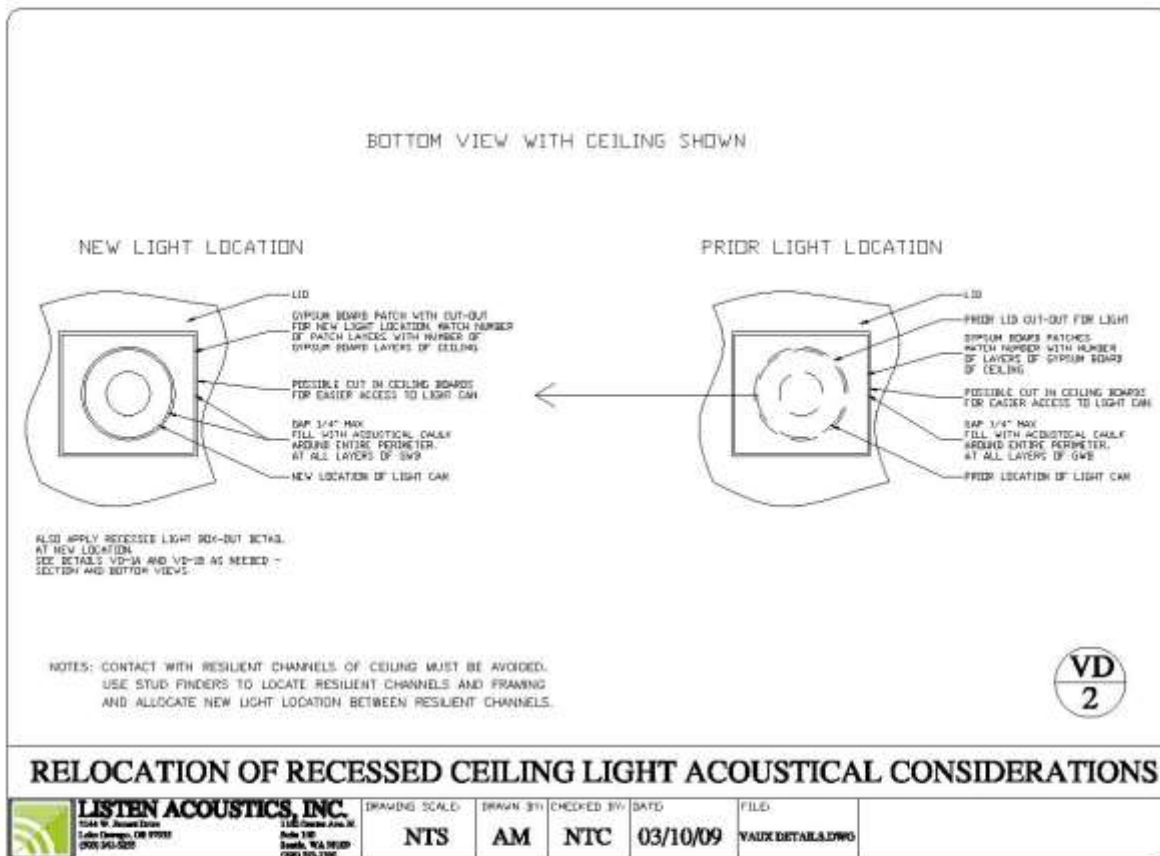 BOTTOM VIEW WITH CEILING SHOWN
NEW LIGHT LOCATION
LID
GYPSUM BOARD PATCH WITH CUT-OUT
FOR NEW LIGHT LOCATION. MATCH NUMBER
OF PATCH LAYERS WITH NUMBER OF
GYPSUM BOARD LAYERS OF CEILING
POSSIBLE CUT IN CEILING BOARDS
FOR EASIER ACCESS TO LIGHT CAN
GAP 1/4" MAX
FILL WITH ACOUSTICAL CAULK
AROUND ENTIRE PERIMETER,
AT ALL LAYERS OF GWB
NEW LOCATION OF LIGHT CAN
PRIOR LIGHT LOCATION
LID
PRIOR LID CUT-OUT FOR LIGHT
GYPSUM BOARD PATCHES
MATCH NUMBER WITH NUMBER
OF LAYERS OF GYPSUM BOARD
OF CEILING
POSSIBLE CUT IN CEILING BOARDS
FOR EASIER ACCESS TO LIGHT CAN
GAP 1/4" MAX
FILL WITH ACOUSTICAL CAULK
AROUND ENTIRE PERIMETER,
AT ALL LAYERS OF GWB
PRIOR LOCATION OF LIGHT CAN
ALSO APPLY RECESSED LIGHT BOX-OUT DETAIL
AT NEW LOCATION
SEE DETAILS VD-1A AND VD-1B AS NEEDED -
SECTION AND BOTTOM VIEWS
NOTES: CONTACT WITH RESILIENT CHANNELS OF CEILING MUST BE AVOIDED.
USE STUD FINDERS TO LOCATE RESILIENT CHANNELS AND FRAMING
AND ALLOCATE NEW LIGHT LOCATION BETWEEN RESILIENT CHANNELS.
VD
2
RELOCATION OF RECESSED CEILING LIGHT ACOUSTICAL CONSIDERATIONS
LISTEN ACOUSTICS, INC.
DRAWING SCALE:
NTS
DRAWN BY:
AM
CHECKED BY:
NTC
DATE:
03/10/09
FILE:
VAUX DETAILS.DWG